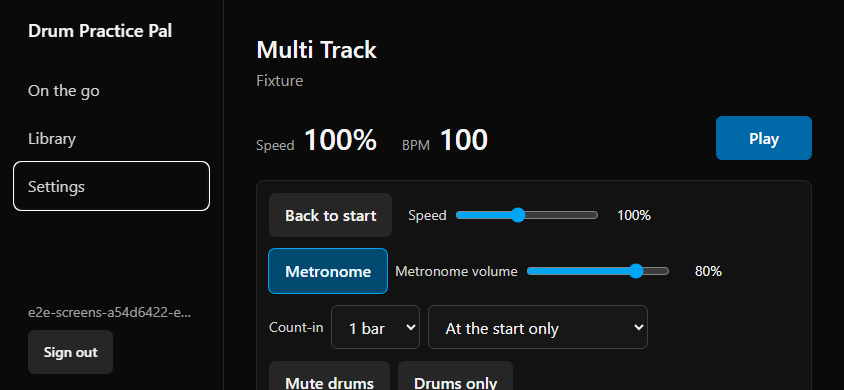 Drum Practice Pal
On the go
Library
Settings
e2e-screens-a54d6422-e...
Sign out
Multi Track
Fixture
Speed 100% BPM 100
Play
Back to start Speed 100%
Metronome Metronome volume 80%
Count-in 1 bar At the start only
Mute drums Drums only